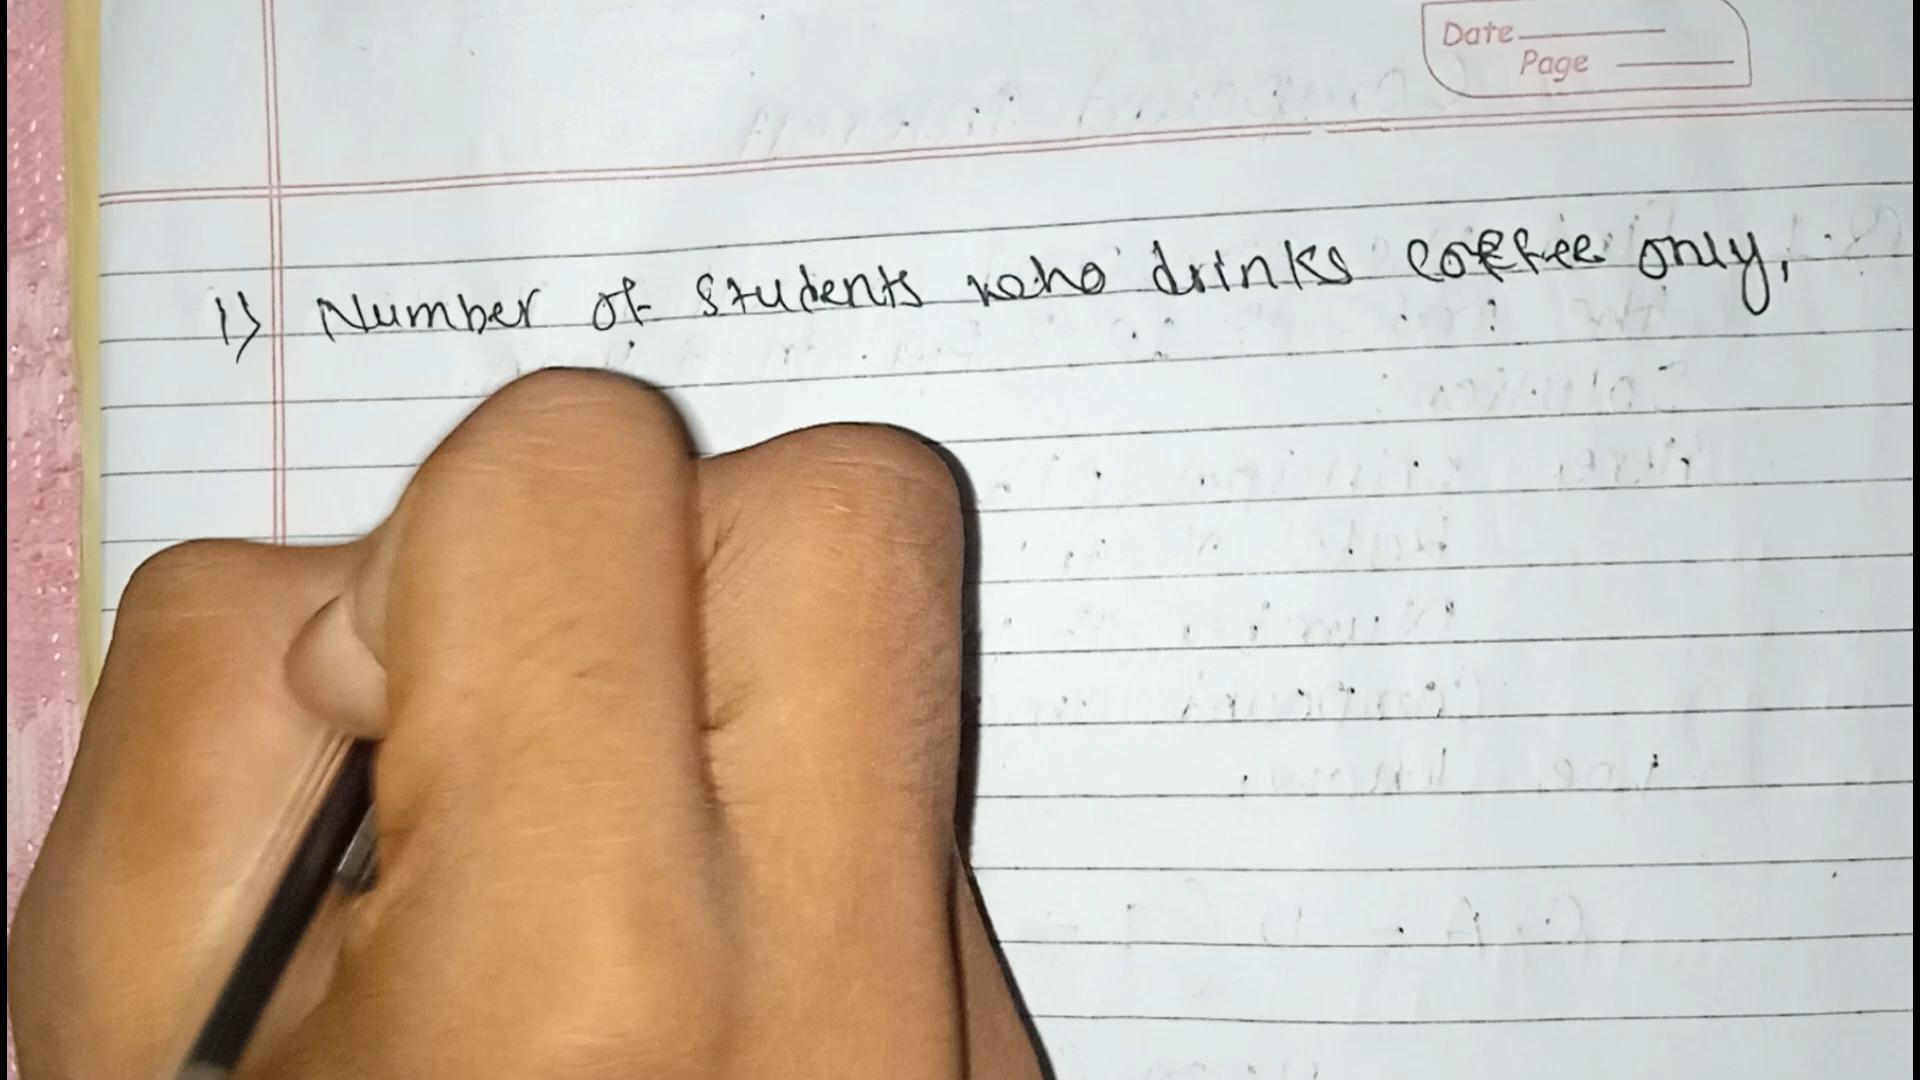 Date
Page
1) Number of students who drinks coffee only,